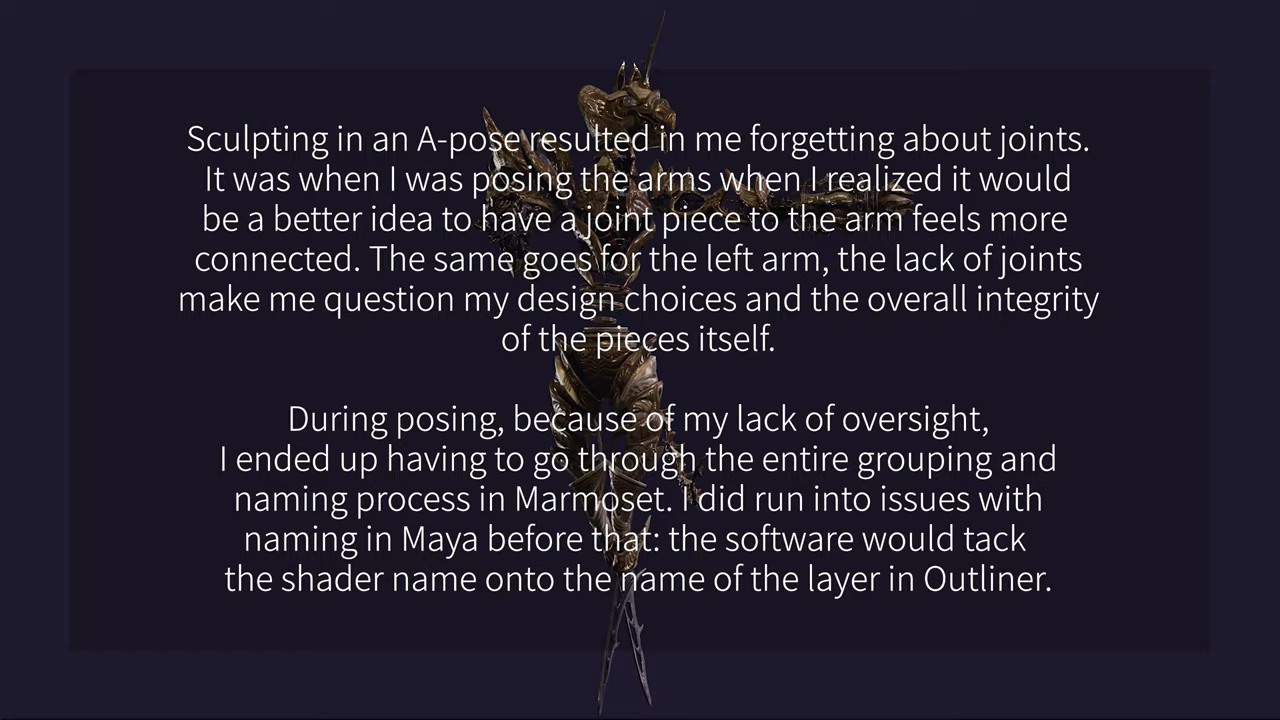 Sculpting in an A-pose resulted in me forgetting about joints.
It was when I was posing the arms when I realized it would
be a better idea to have a joint piece to the arm feels more
connected. The same goes for the left arm, the lack of joints
make me question my design choices and the overall integrity
of the pieces itself.
During posing, because of my lack of oversight,
I ended up having to go through the entire grouping and
naming process in Marmoset. I did run into issues with
naming in Maya before that: the software would tack
the shader name onto the name of the layer in Outliner.